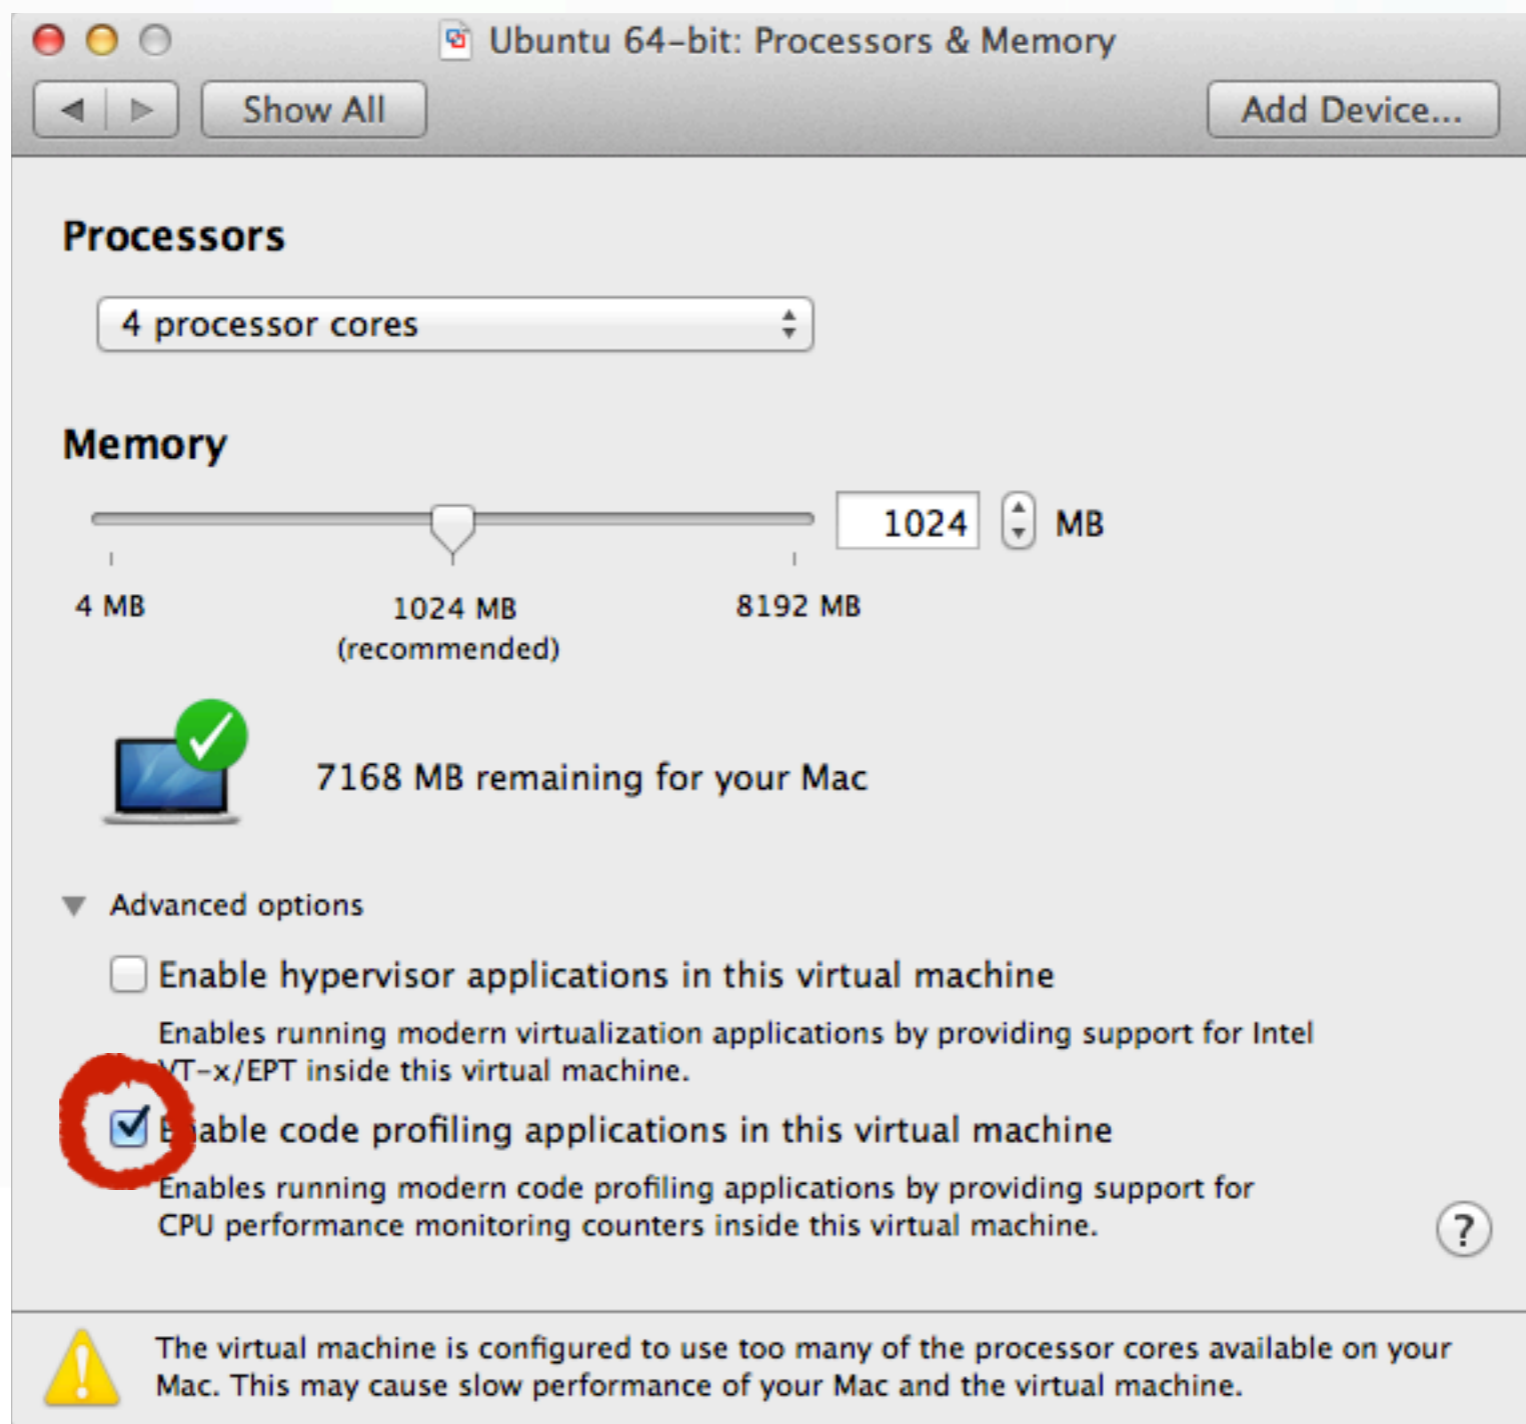 Ubuntu 64-bit: Processors & Memory
Show All
Add Device...
Processors
4 processor cores
Memory
1024 MB
4 MB
1024 MB
8192 MB
(recommended)
7168 MB remaining for your Mac
Advanced options
Enable hypervisor applications in this virtual machine
Enables running modern virtualization applications by providing support for Intel
VT-x/EPT inside this virtual machine.
Enable code profiling applications in this virtual machine
Enables running modern code profiling applications by providing support for
CPU performance monitoring counters inside this virtual machine.
?
The virtual machine is configured to use too many of the processor cores available on your
Mac. This may cause slow performance of your Mac and the virtual machine.